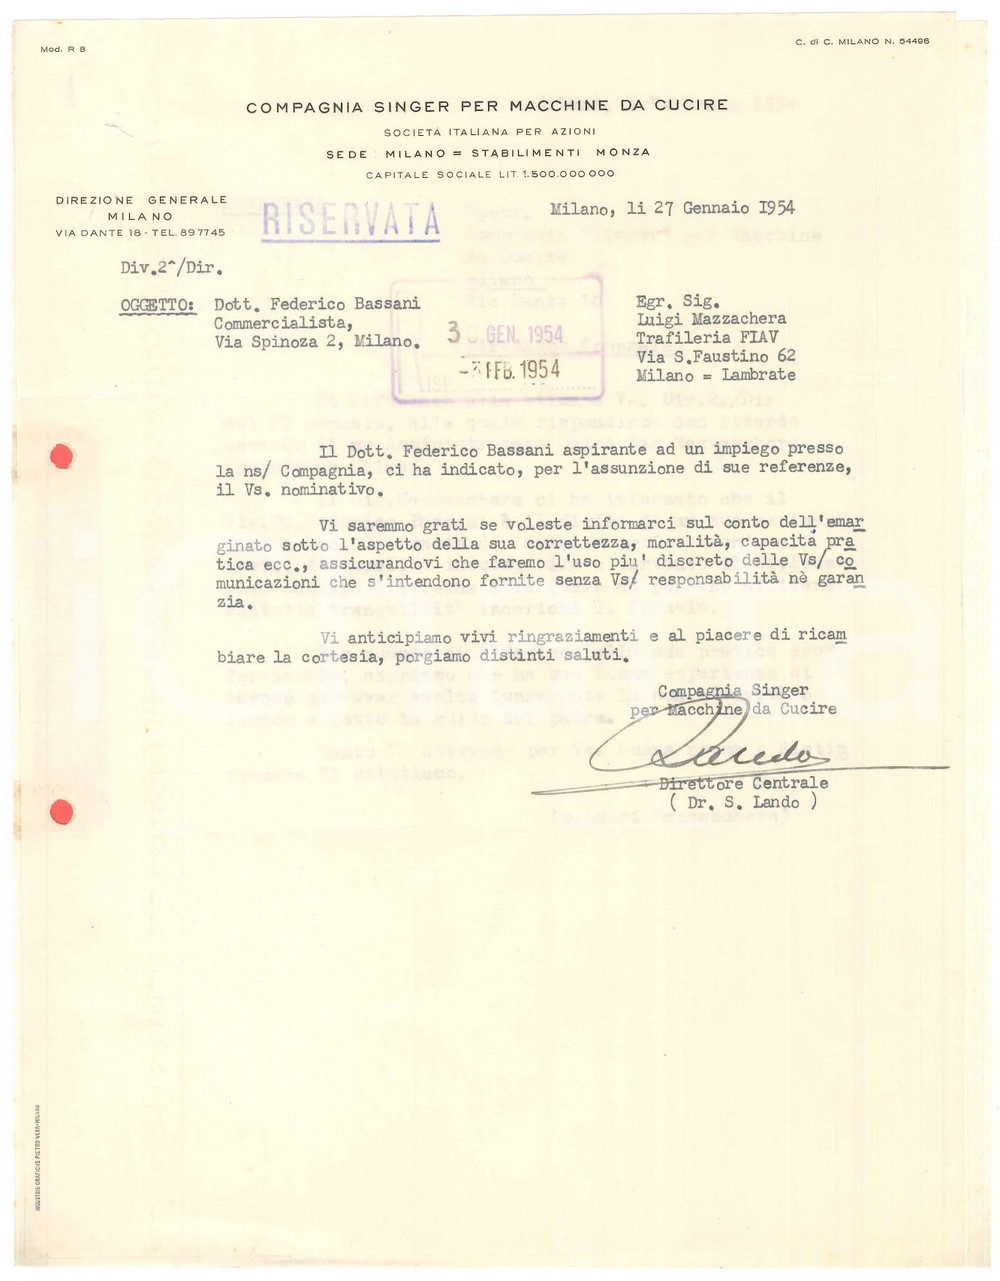 Mod. R 8
C. di C. MILANO N. 54498
COMPAGNIA SINGER PER MACCHINE DA CUCIRE
SOCIETÀ ITALIANA PER AZIONI
SEDE MILANO = STABILIMENTI MONZA
CAPITALE SOCIALE LIT. 1.500.000.000
DIREZIONE GENERALE
MILANO
VIA DANTE 18 - TEL. 897745
RISERVATA
Milano, li 27 Gennaio 1954
Div.2^/Dir.
OGGETTO: Dott. Federico Bassani
Commercialista,
Via Spinoza 2, Milano.
3 GEN. 1954
-3 FEB. 1954
Egr. Sig.
Luigi Mazzachera
Trafileria FIAV
Via S.Faustino 62
Milano = Lambrate
Il Dott. Federico Bassani aspirante ad un impiego presso
la ns/ Compagnia, ci ha indicato, per l'assunzione di sue referenze,
il Vs. nominativo.
Vi saremmo grati se voleste informarci sul conto dell'emar
ginato sotto l'aspetto della sua correttezza, moralità, capacità pra
tica ecc., assicurandovi che faremo l'uso piu' discreto delle Vs/ co
municazioni che s'intendono fornite senza Vs/ responsabilità nè garan
zia.
Vi anticipiamo vivi ringraziamenti e al piacere di ricam
biare la cortesia, porgiamo distinti saluti.
Compagnia Singer
per Macchine da Cucire
Lando
Direttore Centrale
( Dr. S. Lando )
INDUSTRIE GRAFICHE PIETRO VERA-MILANO